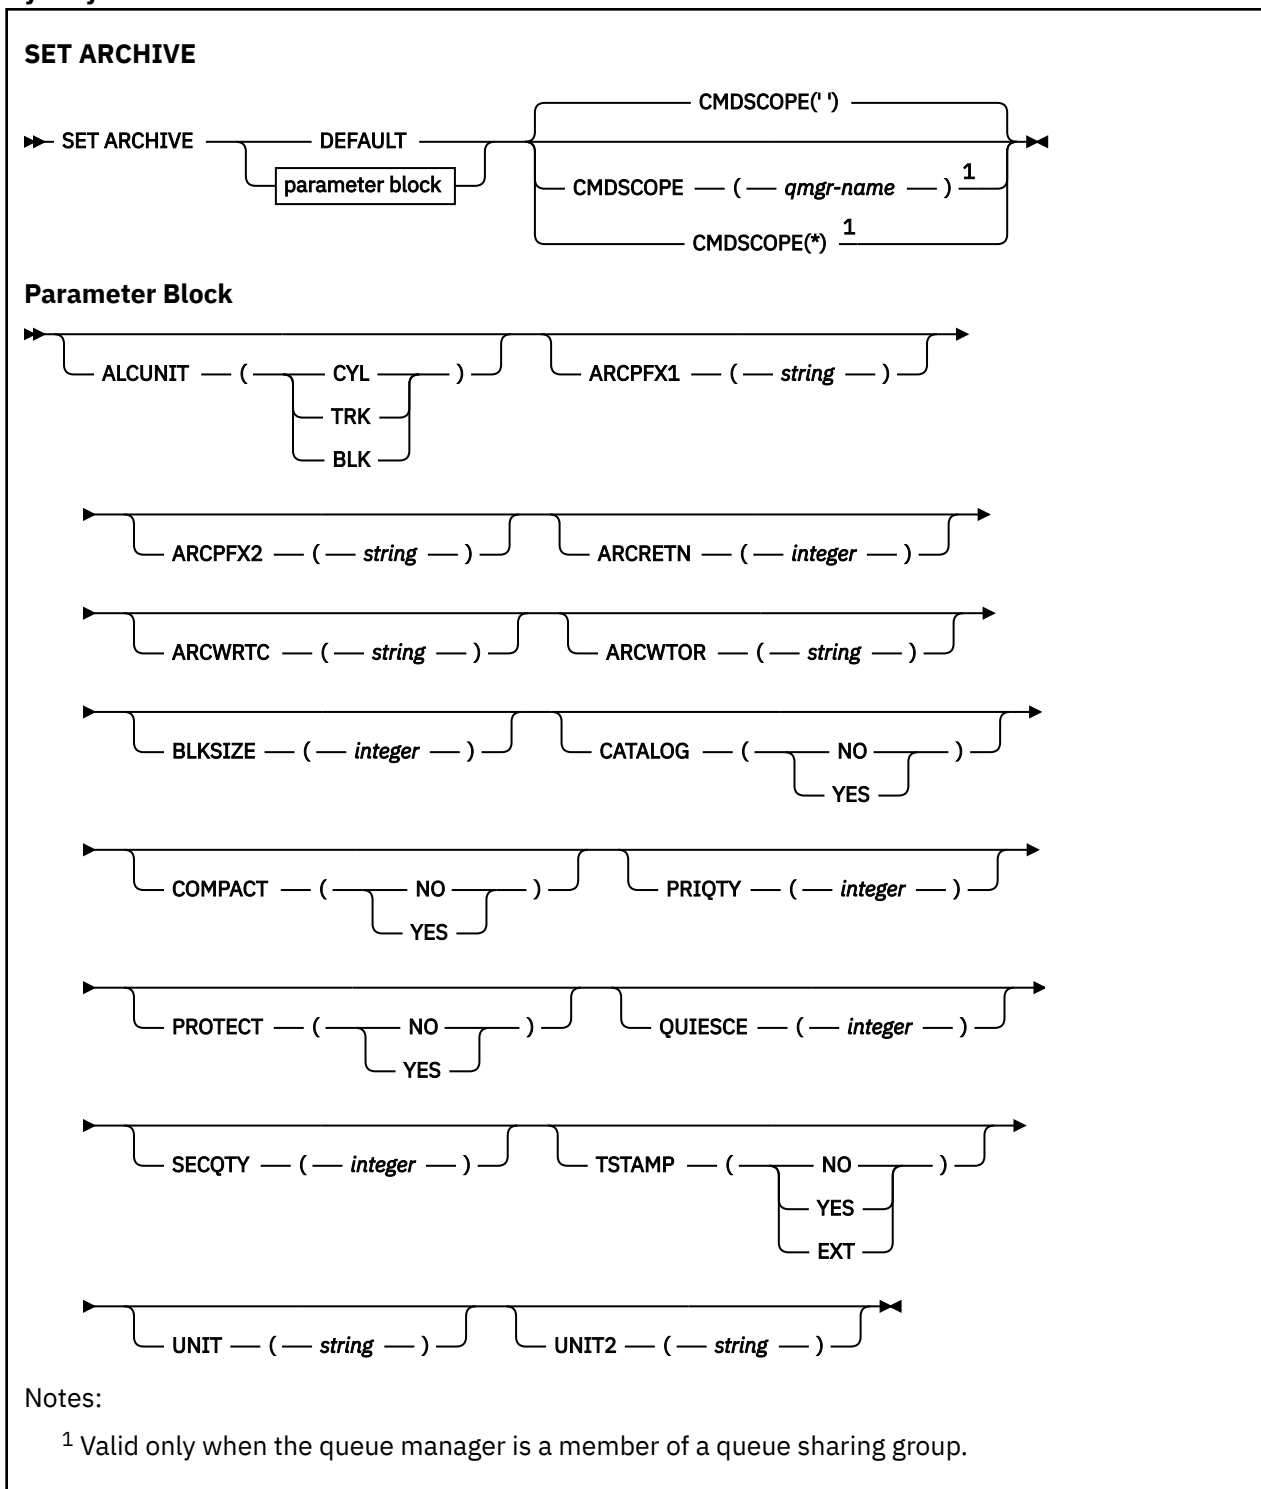 SET ARCHIVE
CMDSCOPE(' ')
SET ARCHIVE DEFAULT
parameter block
CMDSCOPE ( qmgr-name ) 1
CMDSCOPE(*) 1
Parameter Block
ALCUNIT ( CYL ) ARCPFX1 ( string )
TRK
BLK
ARCPFX2 ( string ) ARCRETN ( integer )
ARCWRTC ( string ) ARCWTOR ( string )
BLKSIZE ( integer ) CATALOG ( NO )
YES
COMPACT ( NO ) PRIQTY ( integer )
YES
PROTECT ( NO ) QUIESCE ( integer )
YES
SECQTY ( integer ) TSTAMP ( NO )
YES
EXT
UNIT ( string ) UNIT2 ( string )
Notes:
1 Valid only when the queue manager is a member of a queue sharing group.